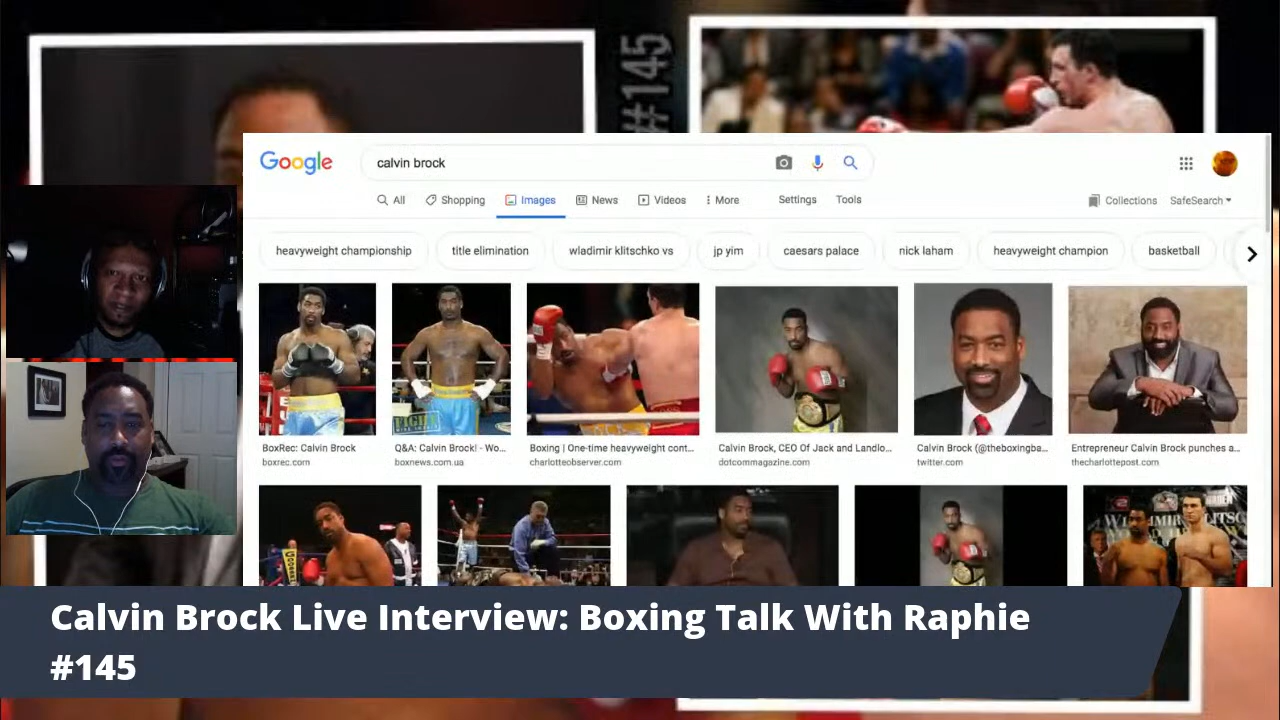 #145
Google
calvin brock
All
Shopping
Images
News
Videos
More
Settings
Tools
Collections
SafeSearch
heavyweight championship
title elimination
wladimir klitschko vs
jp yim
caesars palace
nick laham
heavyweight champion
basketball
BoxRec: Calvin Brock
boxrec.com
Q&A: Calvin Brock! - Wo...
boxnews.com.ua
Boxing | One-time heavyweight cont...
charlotteobserver.com
Calvin Brock, CEO Of Jack and Landlo...
dotcommagazine.com
Calvin Brock (@theboxingba...
twitter.com
Entrepreneur Calvin Brock punches a...
thecharlottepost.com
Calvin Brock Live Interview: Boxing Talk With Raphie
#145